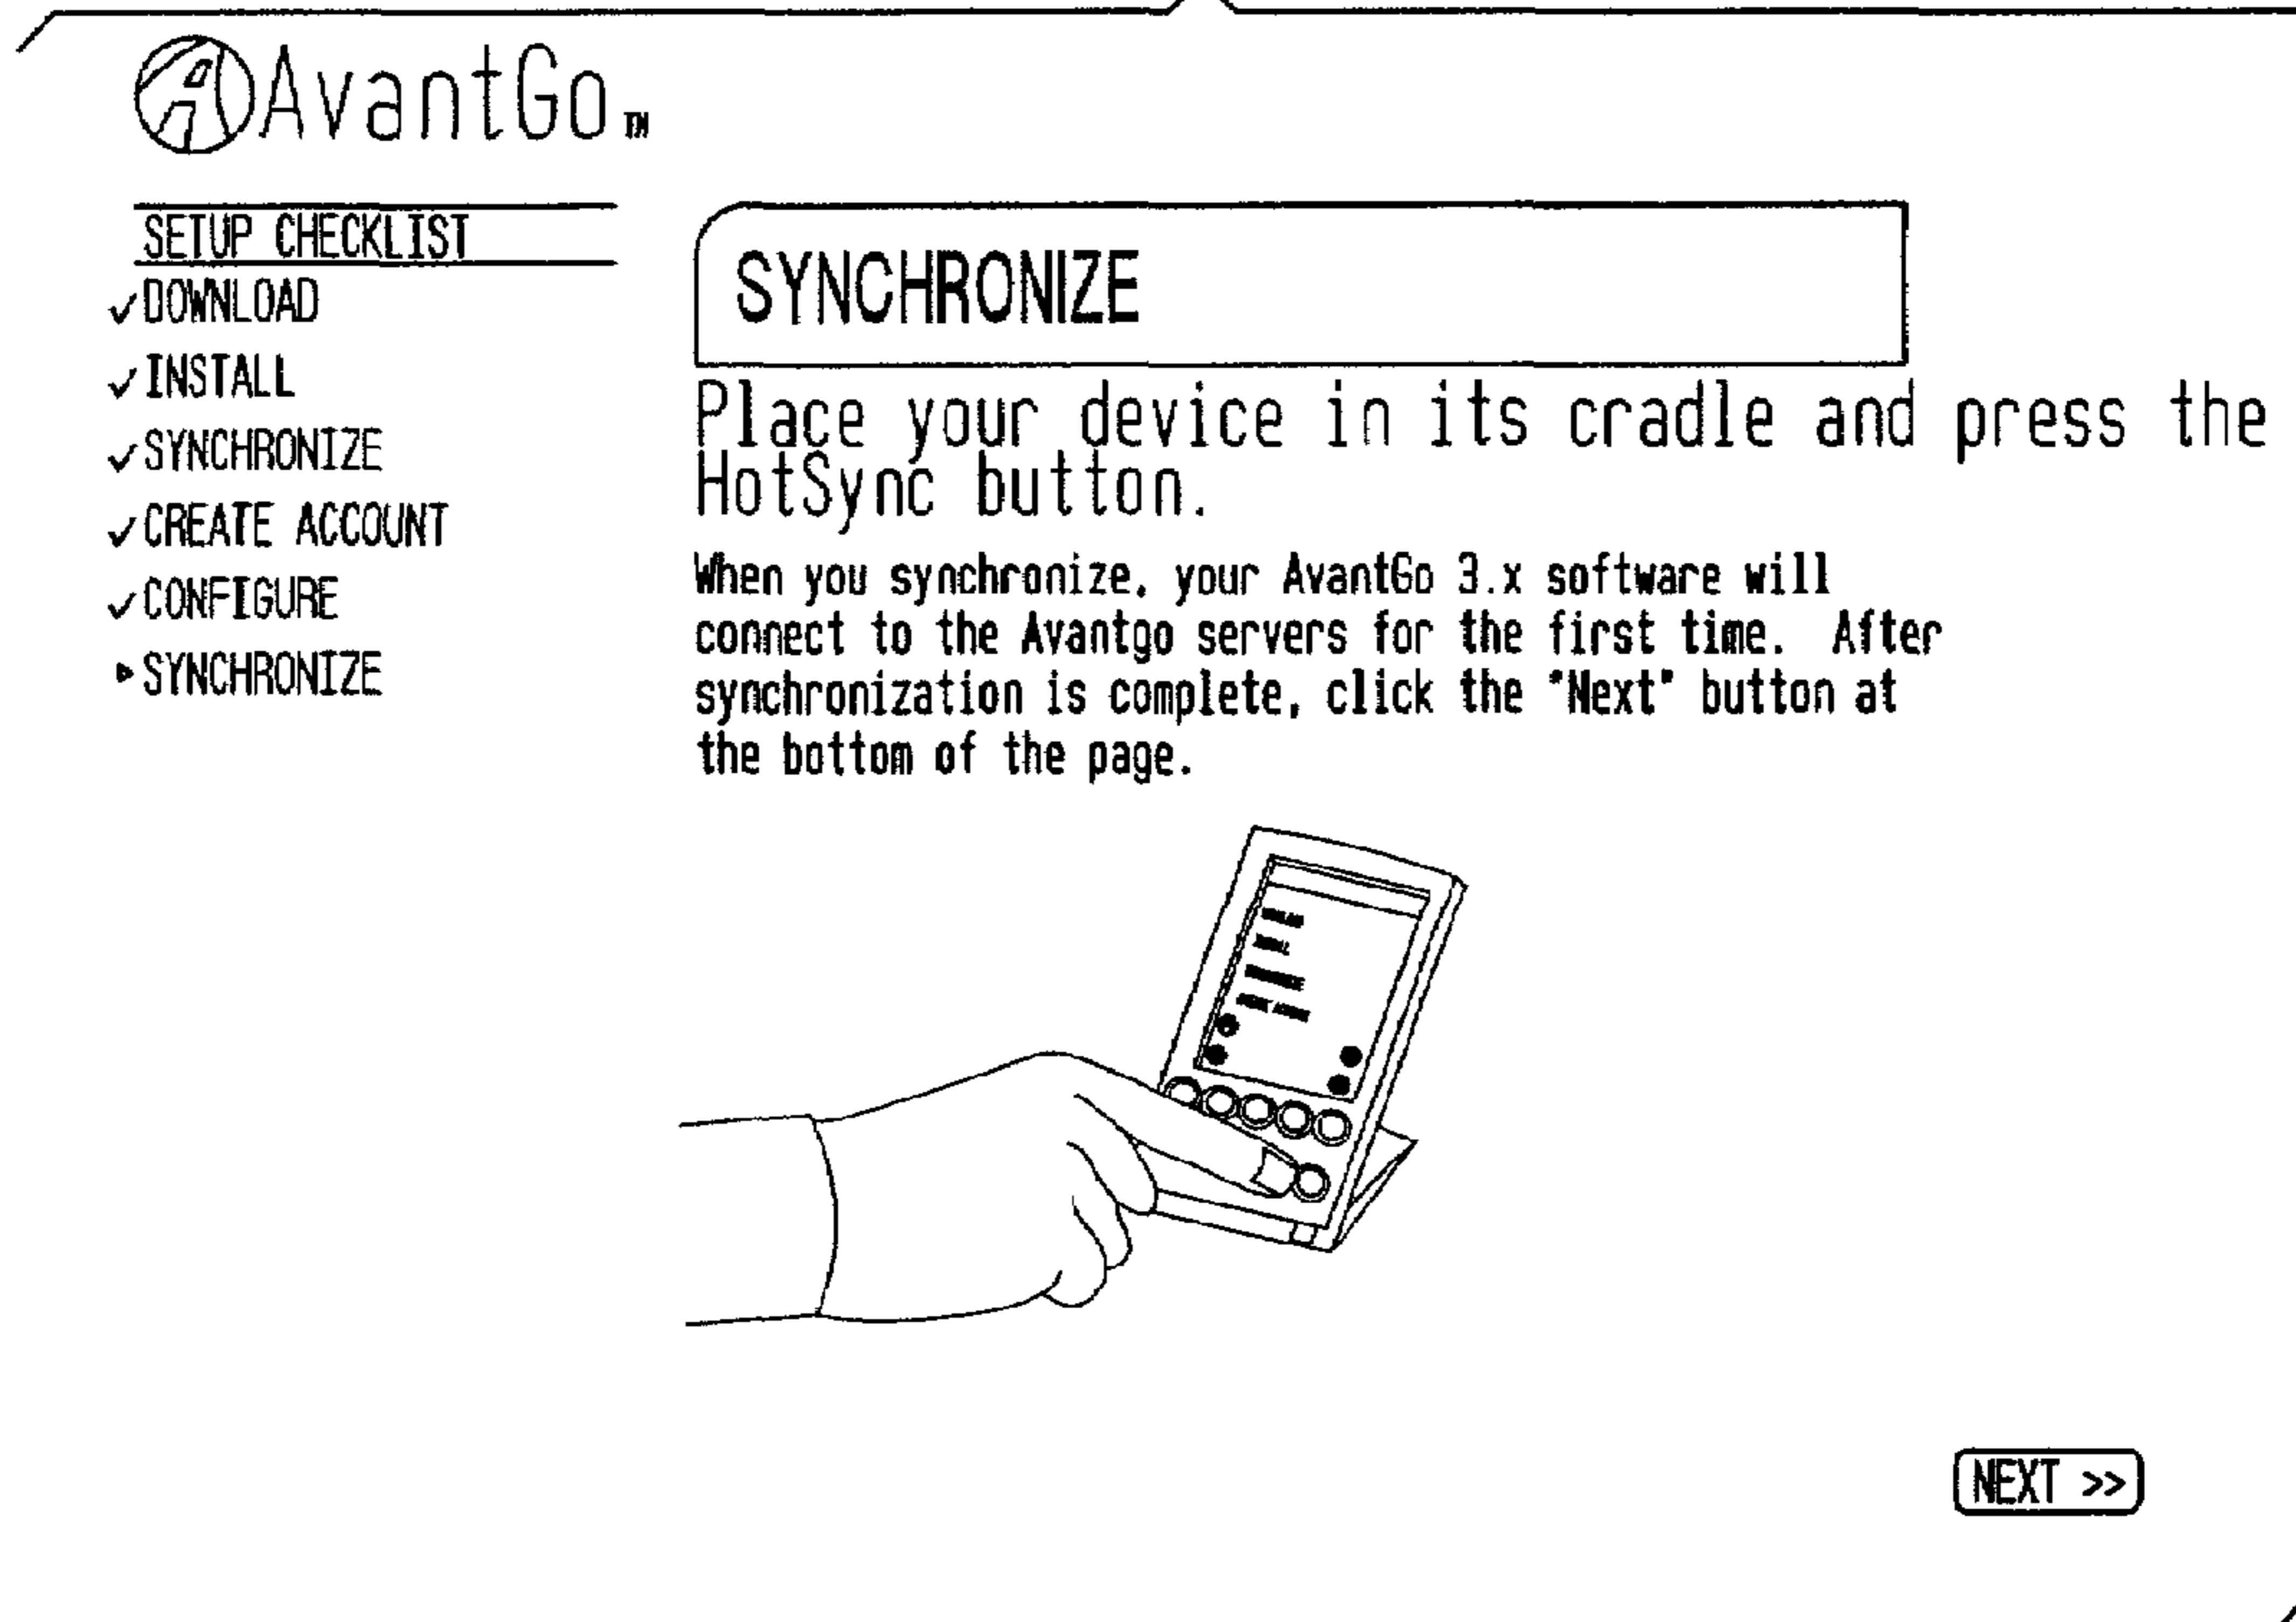 AvantGo™
SETUP CHECKLIST
✓DOWNLOAD
✓INSTALL
✓SYNCHRONIZE
✓CREATE ACCOUNT
✓CONFIGURE
▸SYNCHRONIZE
SYNCHRONIZE
Place your device in its cradle and press the
HotSync button.
When you synchronize, your AvantGo 3.x software will
connect to the Avantgo servers for the first time. After
synchronization is complete, click the "Next" button at
the bottom of the page.
NEXT >>